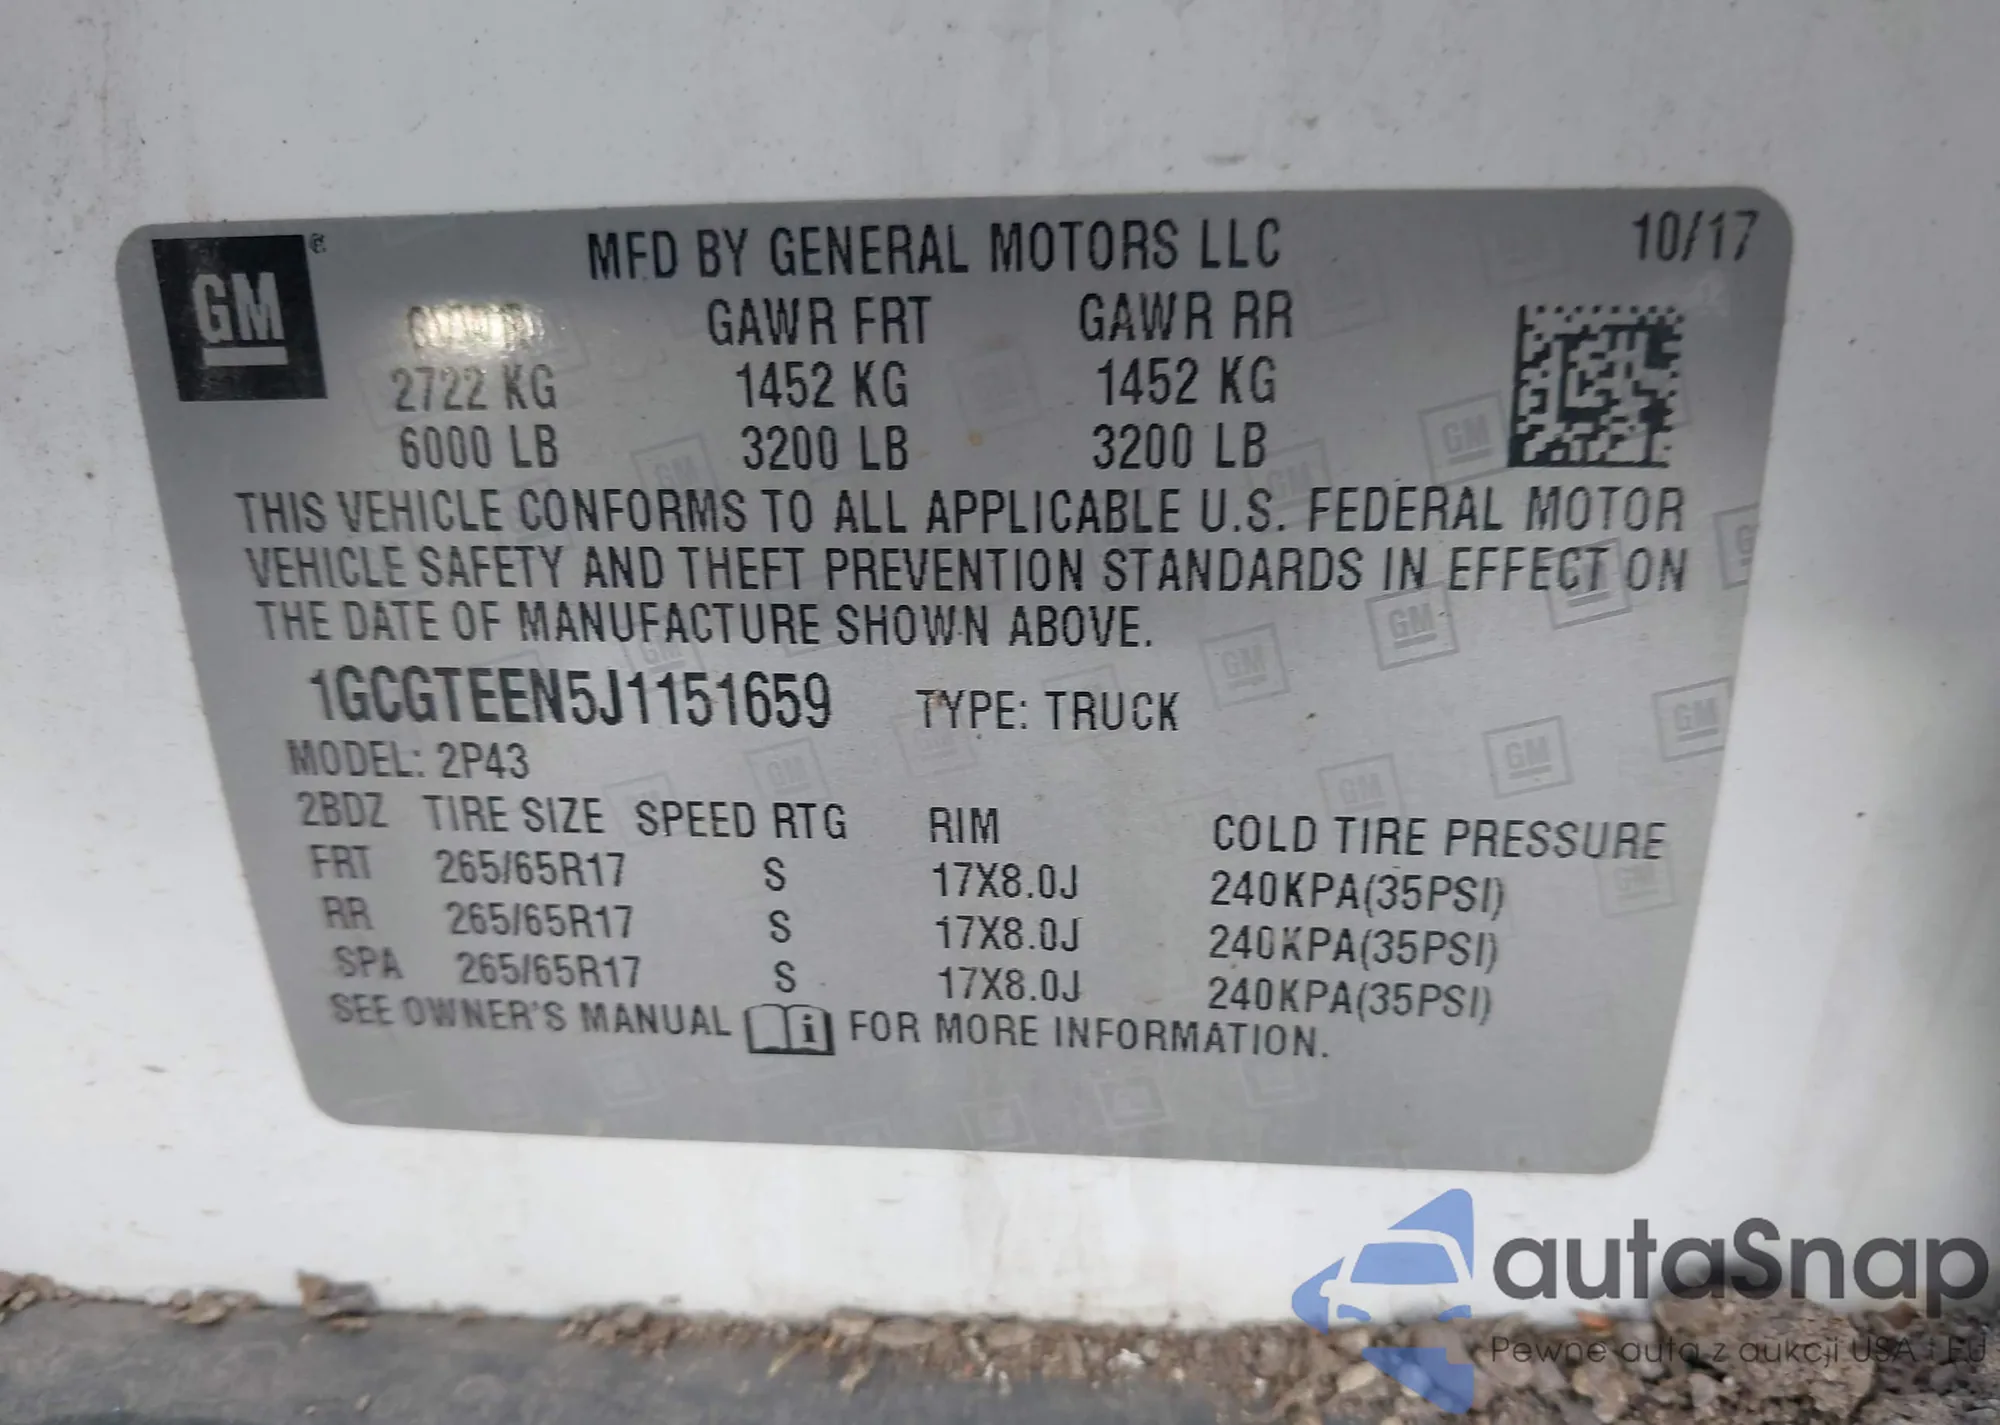 GM
MFD BY GENERAL MOTORS LLC 10/17
GVWR GAWR FRT GAWR RR
2722 KG 1452 KG 1452 KG
6000 LB 3200 LB 3200 LB
THIS VEHICLE CONFORMS TO ALL APPLICABLE U.S. FEDERAL MOTOR
VEHICLE SAFETY AND THEFT PREVENTION STANDARDS IN EFFECT ON
THE DATE OF MANUFACTURE SHOWN ABOVE.
1GCGTEEN5J1151659 TYPE: TRUCK
MODEL: 2P43
2BDZ TIRE SIZE SPEED RTG RIM COLD TIRE PRESSURE
FRT 265/65R17 S 17X8.0J 240KPA(35PSI)
RR 265/65R17 S 17X8.0J 240KPA(35PSI)
SPA 265/65R17 S 17X8.0J 240KPA(35PSI)
SEE OWNER'S MANUAL i FOR MORE INFORMATION.
autaSnap
Pewne auta z aukcji USA i EU